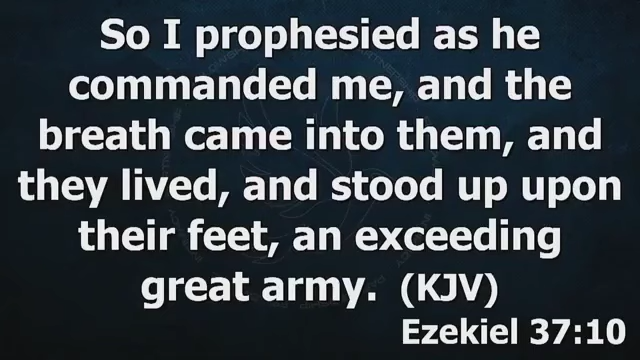 So I prophesied as he
commanded me, and the
breath came into them, and
they lived, and stood up upon
their feet, an exceeding
great army. (KJV)
Ezekiel 37:10